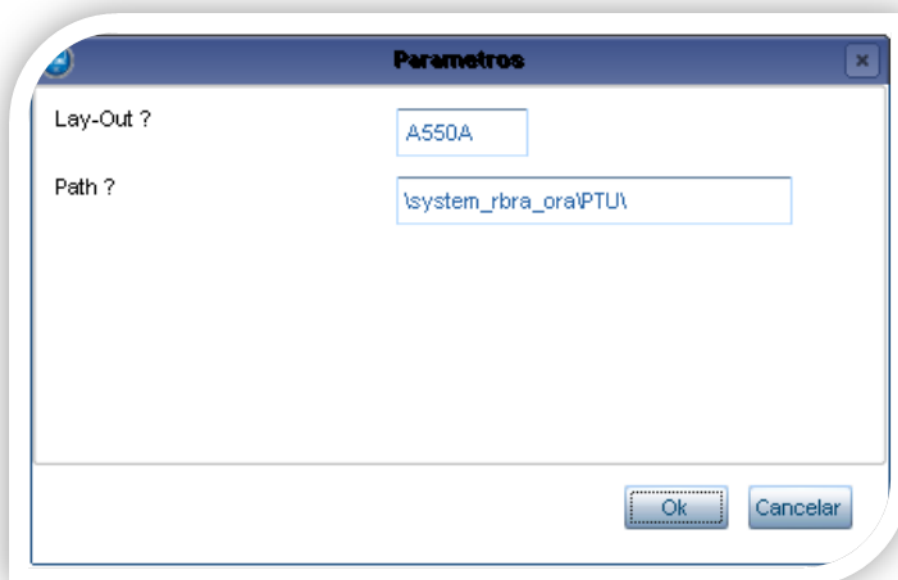 Parametros
Lay-Out ?
A550A
Path ?
\system_rbra_ora\PTU\
Ok
Cancelar